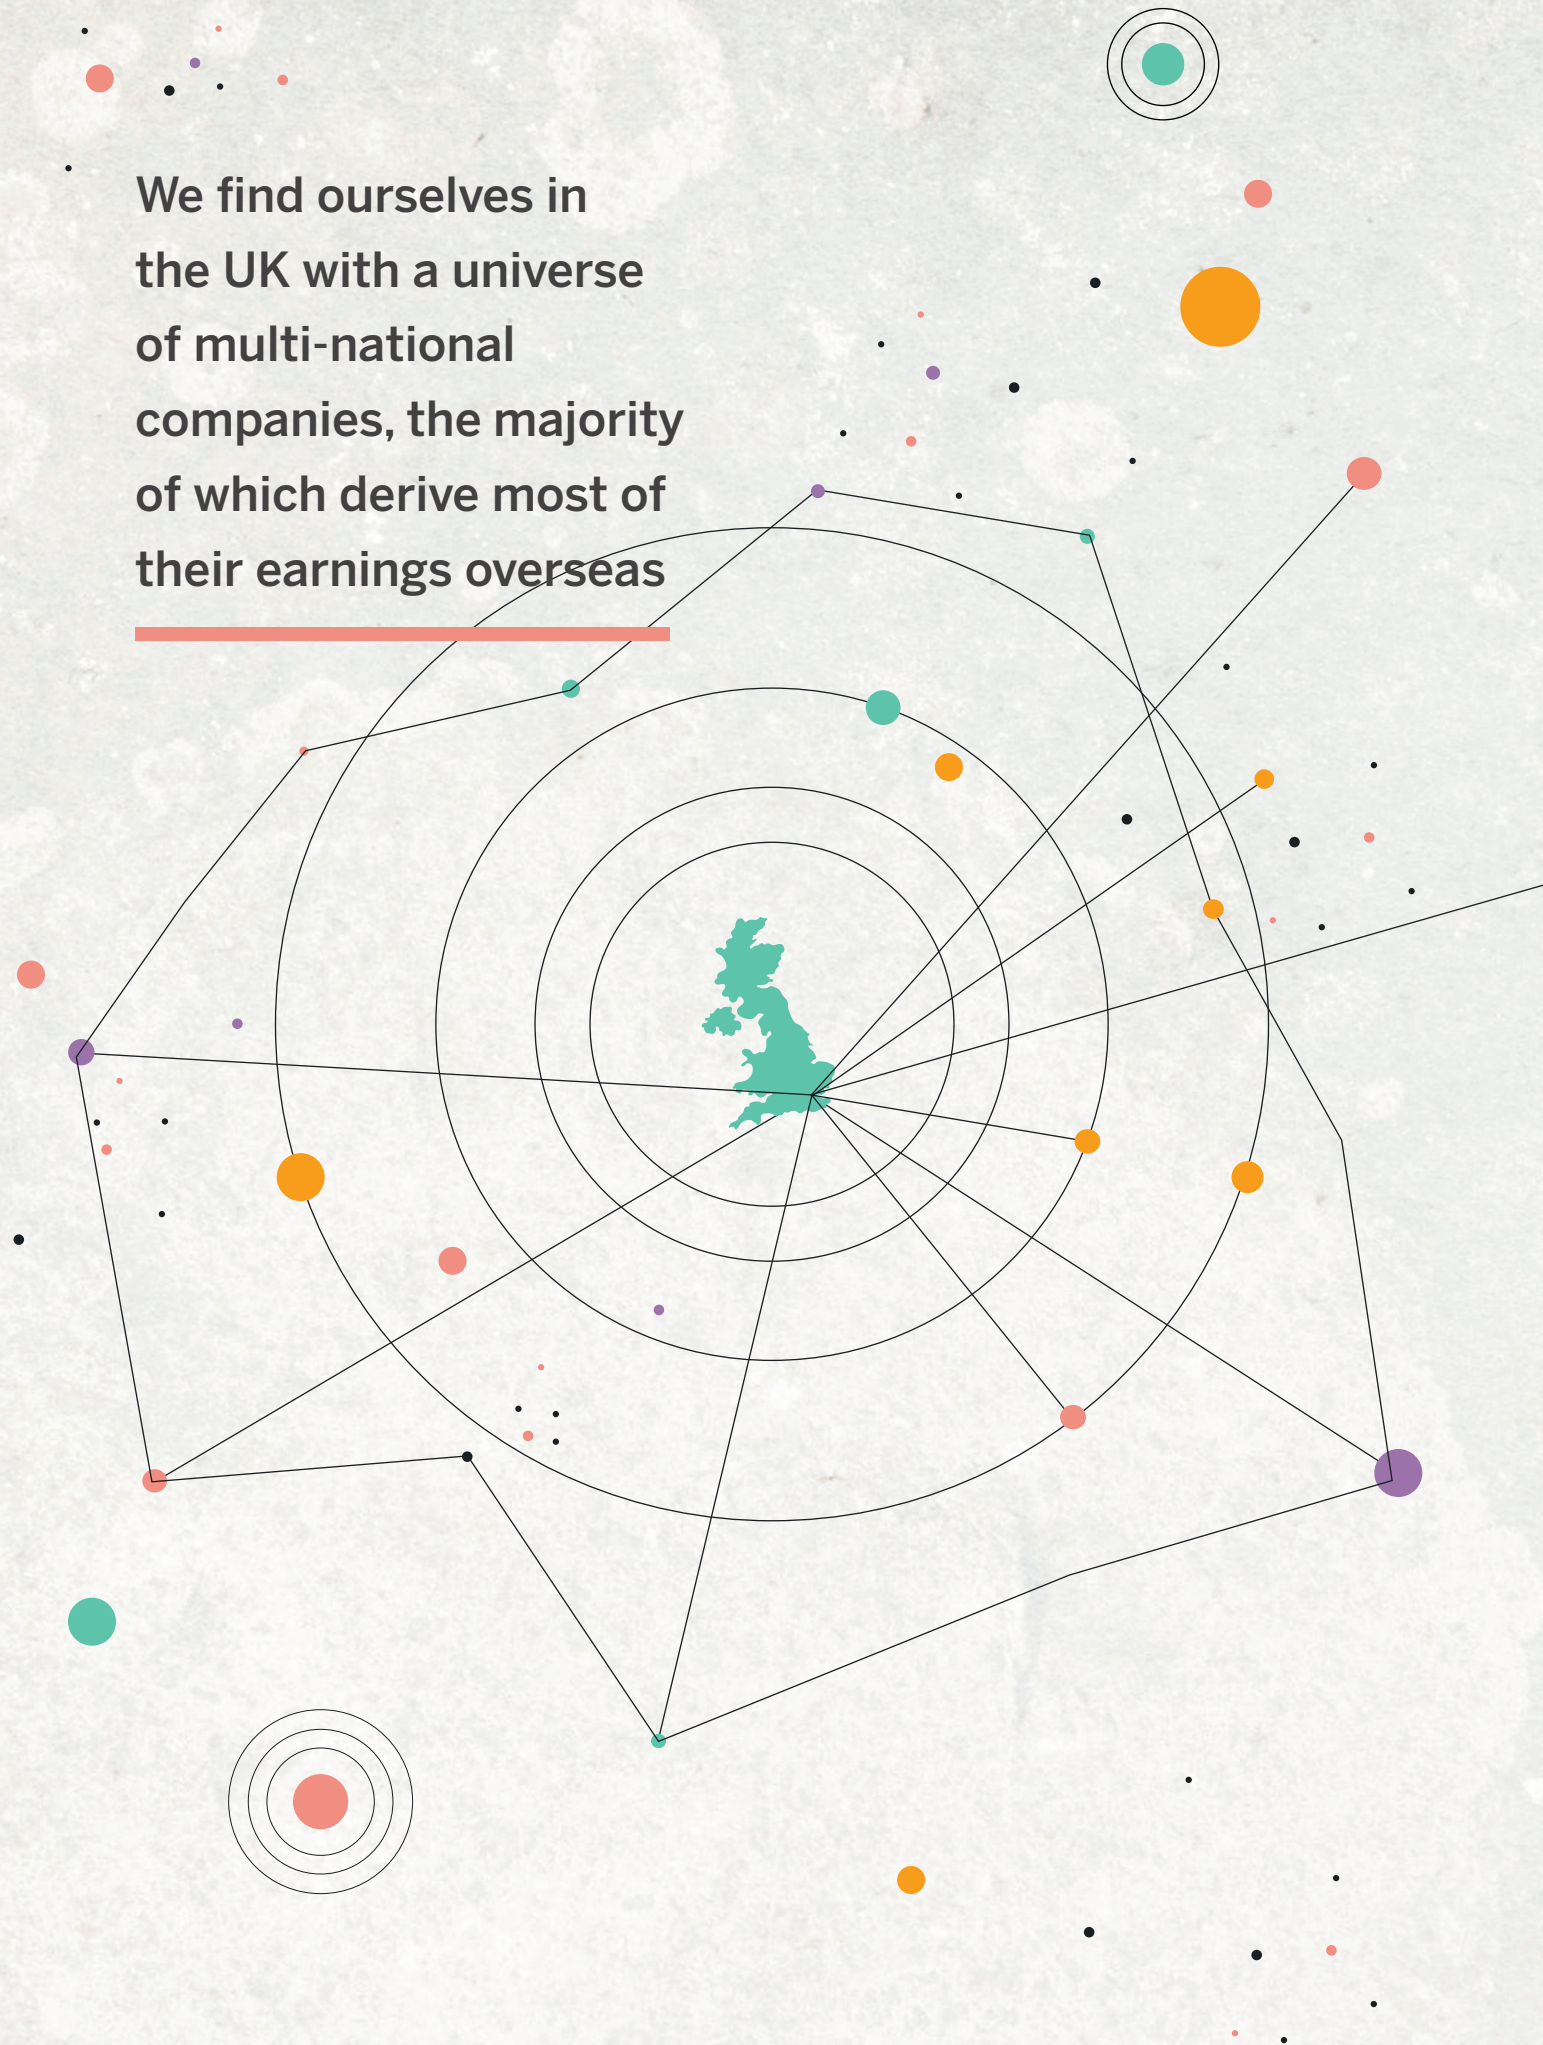 We find ourselves in
the UK with a universe
of multi-national
companies, the majority
of which derive most of
their earnings overseas